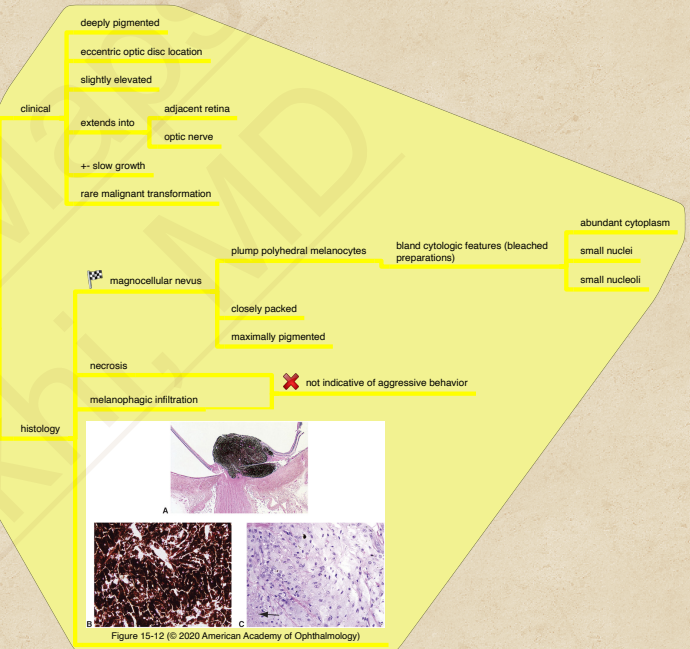 clinical
deeply pigmented
eccentric optic disc location
slightly elevated
extends into
adjacent retina
optic nerve
+- slow growth
rare malignant transformation
histology
magnocellular nevus
plump polyhedral melanocytes
bland cytologic features (bleached
preparations)
abundant cytoplasm
small nuclei
small nucleoli
closely packed
maximally pigmented
necrosis
melanophagic infiltration
not indicative of aggressive behavior
A
B
C
Figure 15-12 (© 2020 American Academy of Ophthalmology)
Maps
MD